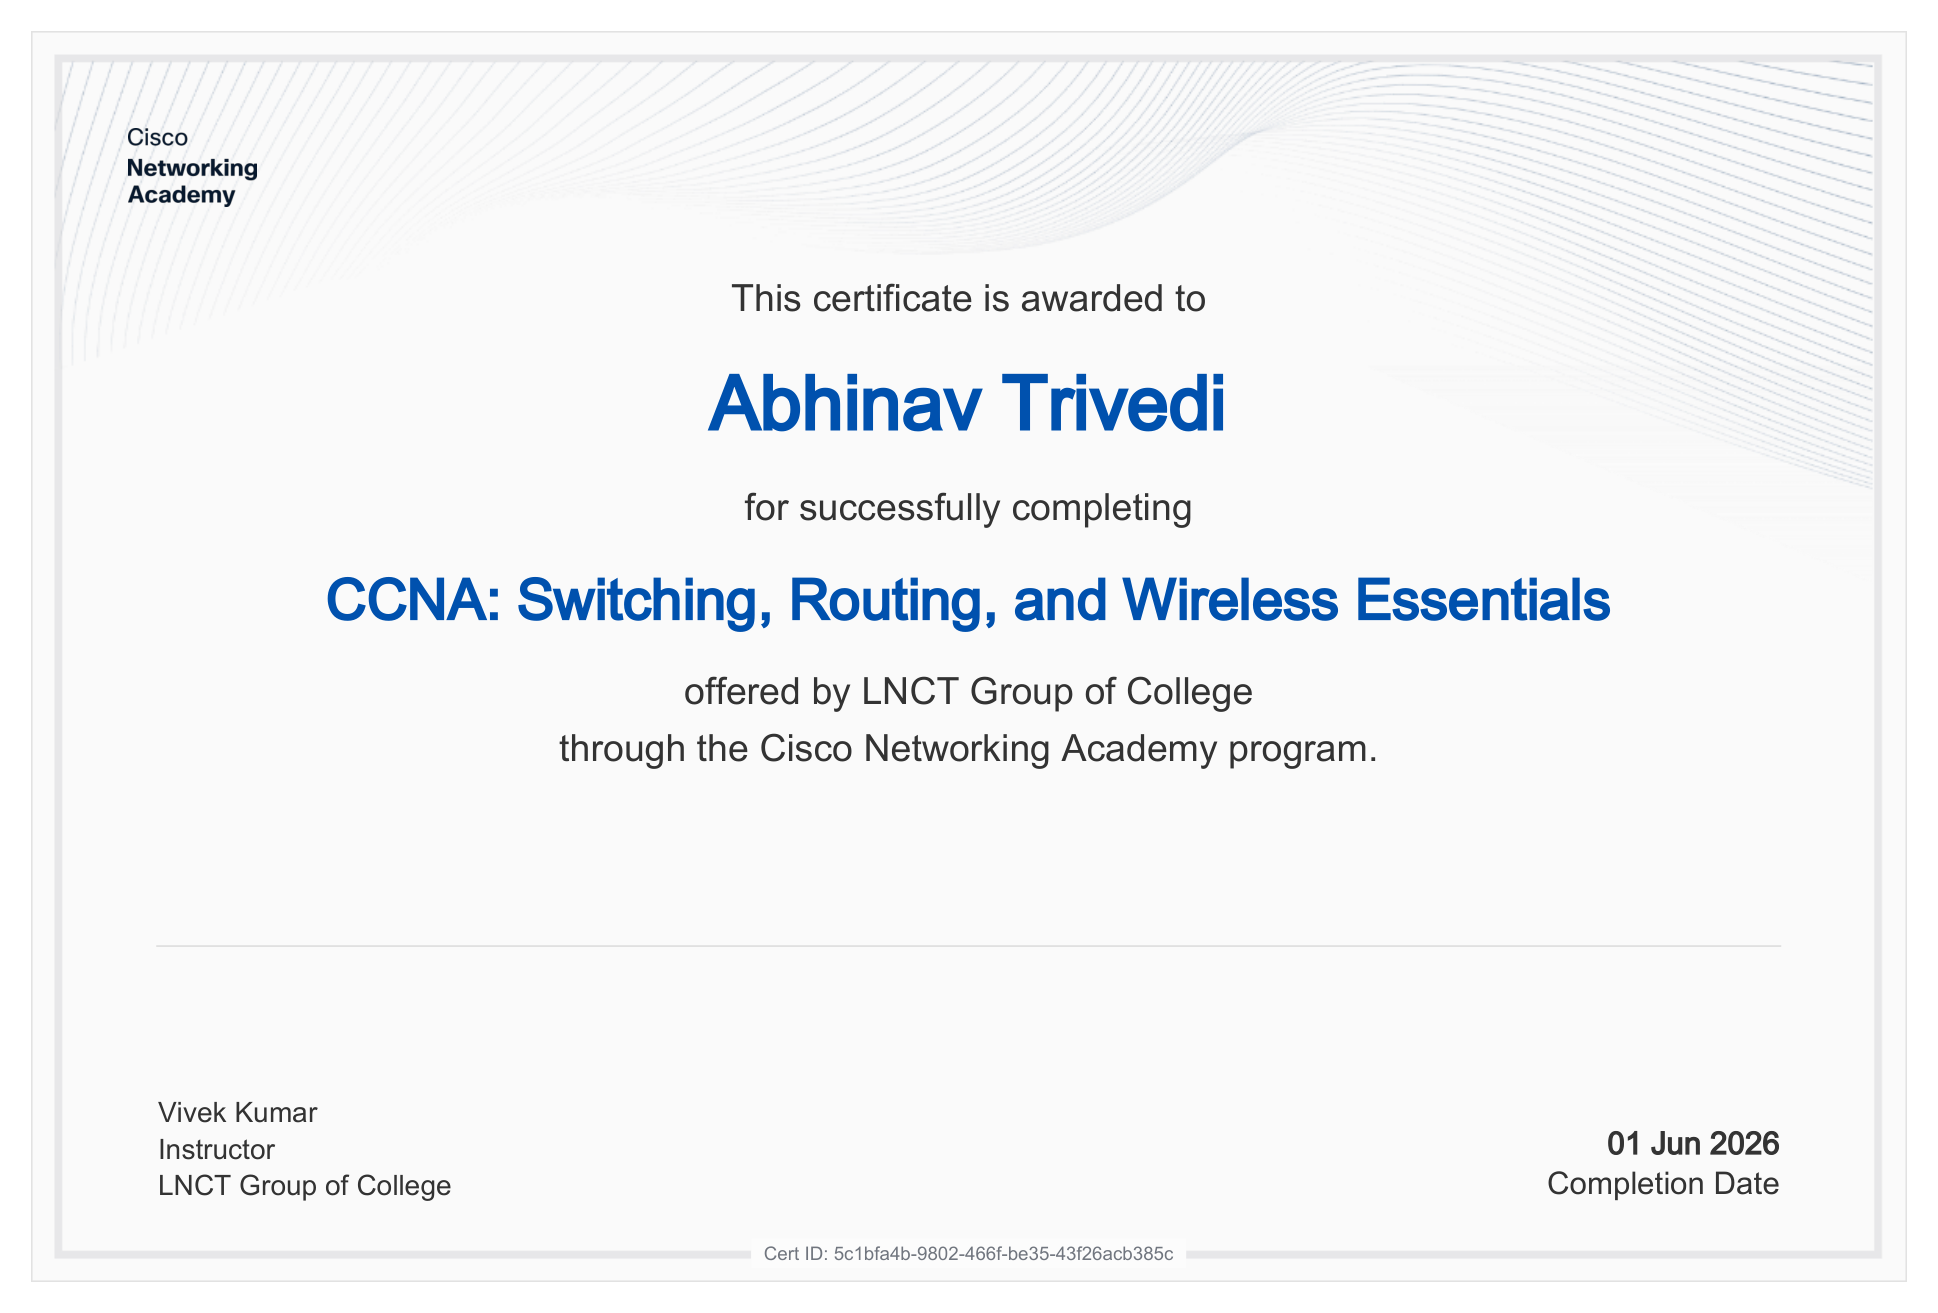 Cisco
Networking
Academy
This certificate is awarded to
Abhinav Trivedi
for successfully completing
CCNA: Switching, Routing, and Wireless Essentials
offered by LNCT Group of College
through the Cisco Networking Academy program.
Vivek Kumar
Instructor
LNCT Group of College
01 Jun 2026
Completion Date
Cert ID: 5c1bfa4b-9802-466f-be35-43f26acb385c